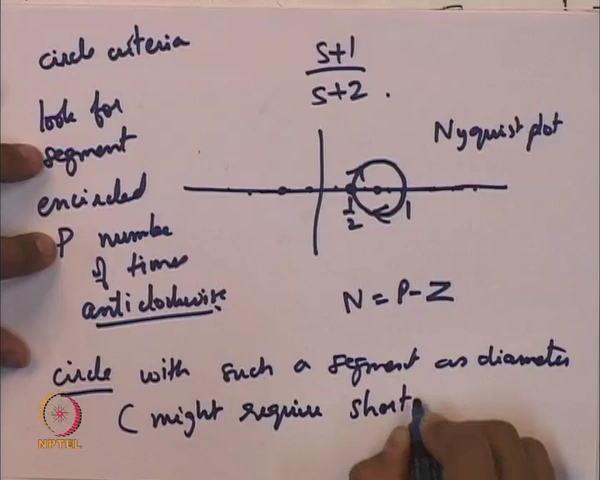 circle criteria
s+1
s+2 .
look for
segment
encircled
P number
of times
anticlockwise
Nyquist plot
1
2
1
N = P - Z
circle with such a segment as diameter
( might require short
NPTEL